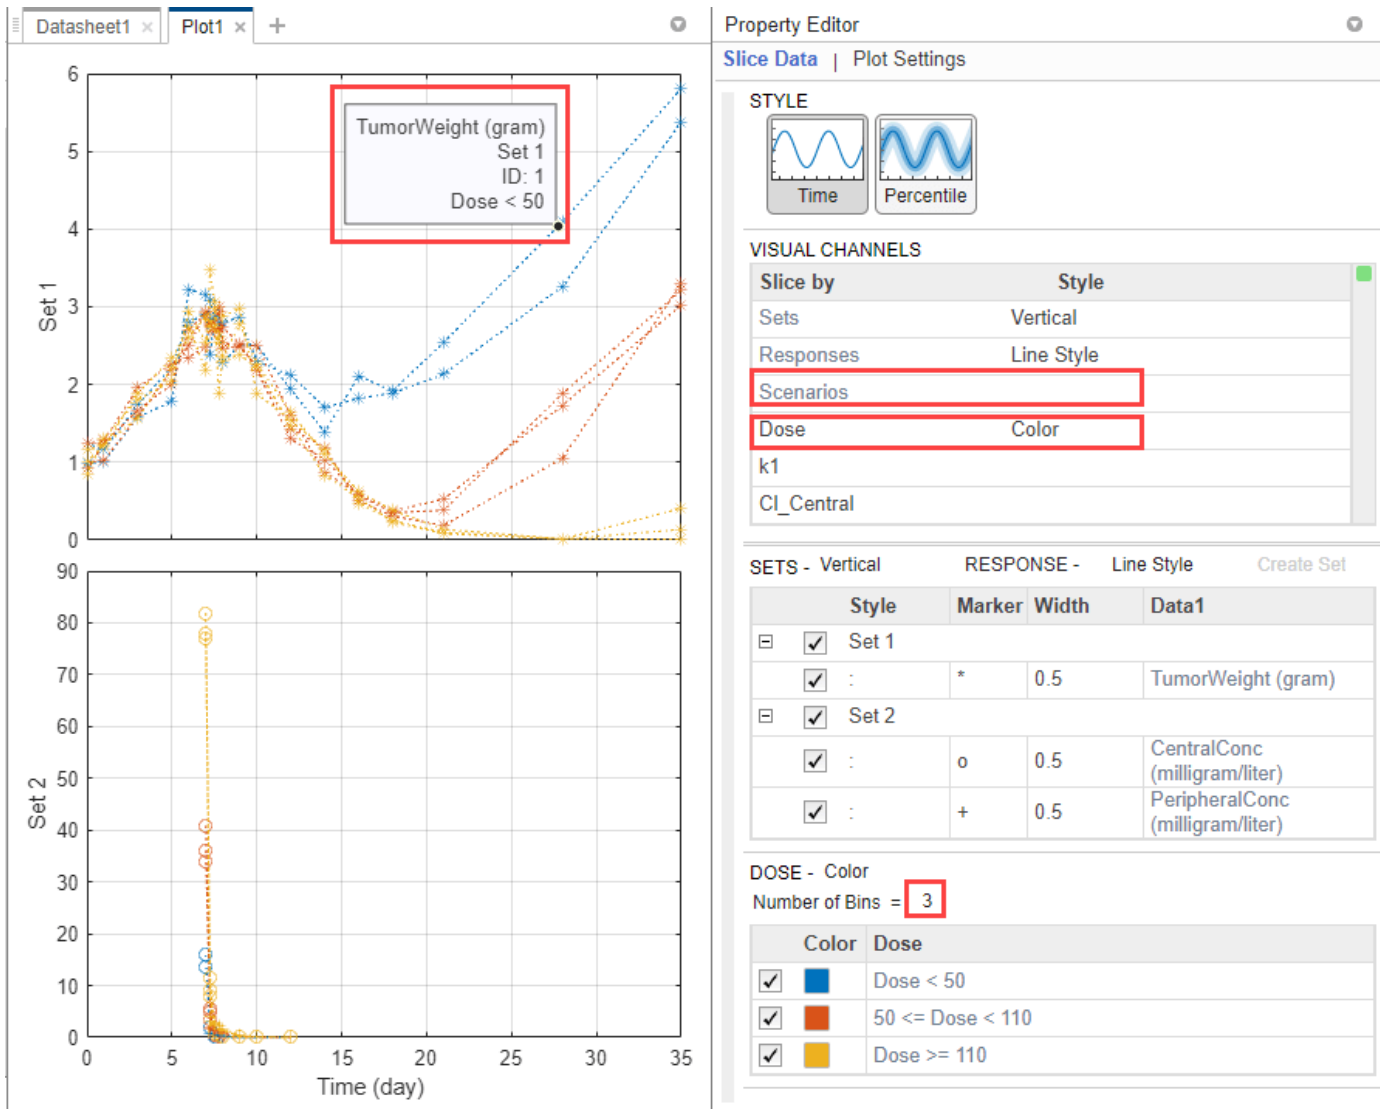 Datasheet1 ×
Plot1 ×
+
6
5
4
3
2
1
0
Set 1
TumorWeight (gram)
Set 1
ID: 1
Dose < 50
90
80
70
60
50
40
30
20
10
0
Set 2
0 5 10 15 20 25 30 35
Time (day)
Property Editor
Slice Data | Plot Settings
STYLE
Time Percentile
VISUAL CHANNELS
Slice by Style
Sets Vertical
Responses Line Style
Scenarios
Dose Color
k1
Cl_Central
SETS - Vertical RESPONSE - Line Style Create Set
Style Marker Width Data1
Set 1
: * 0.5 TumorWeight (gram)
Set 2
: o 0.5 CentralConc
(milligram/liter)
: + 0.5 PeripheralConc
(milligram/liter)
DOSE - Color
Number of Bins = 3
Color Dose
Dose < 50
50 <= Dose < 110
Dose >= 110